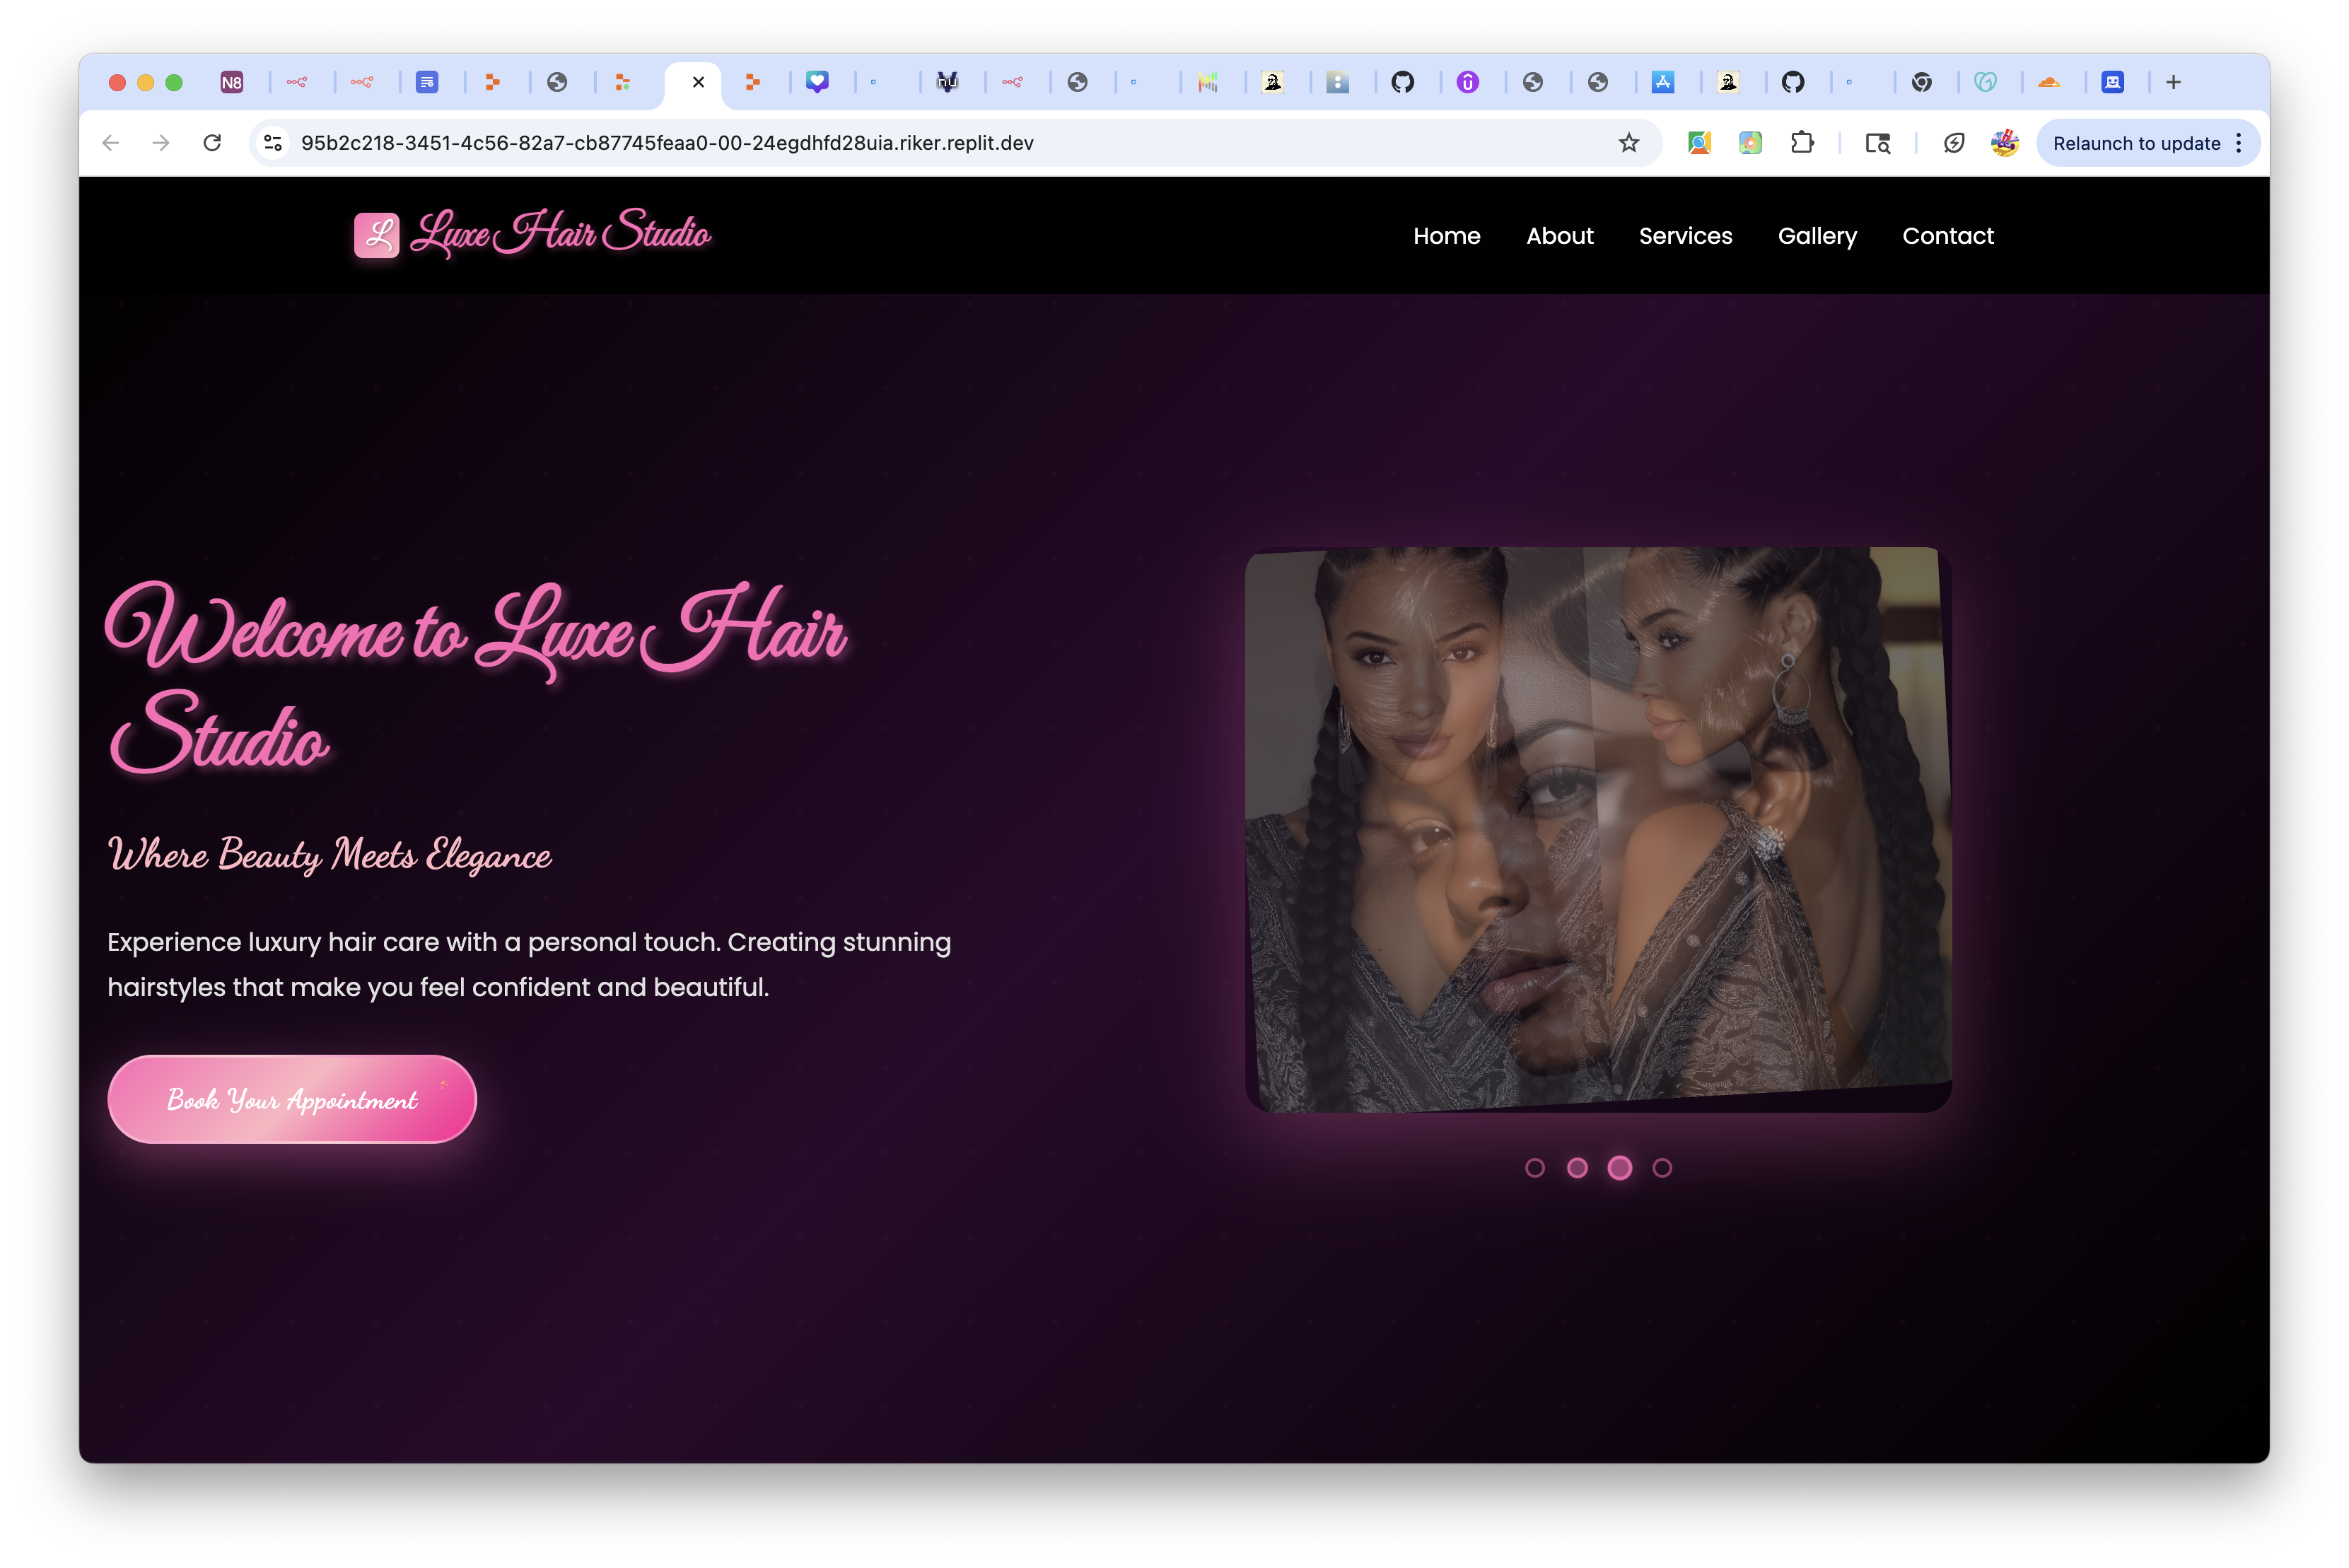 N8
95b2c218-3451-4c56-82a7-cb87745feaa0-00-24egdhfd28uia.riker.replit.dev
Relaunch to update
L Luxe Hair Studio
Home About Services Gallery Contact
Welcome to Luxe Hair
Studio
Where Beauty Meets Elegance
Experience luxury hair care with a personal touch. Creating stunning
hairstyles that make you feel confident and beautiful.
Book Your Appointment